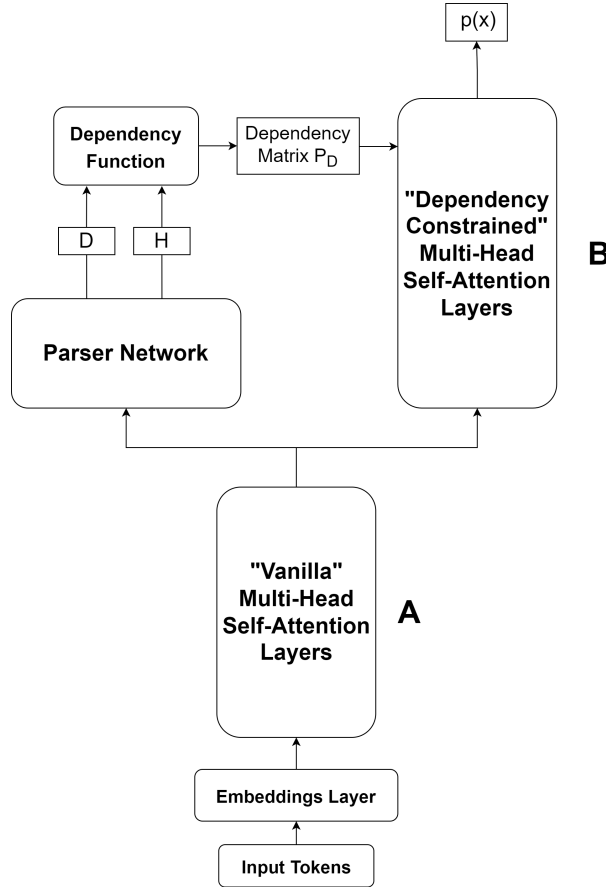 p(x)
Dependency
Function
Dependency
Matrix P_D
"Dependency
Constrained"
Multi-Head
Self-Attention
Layers
B
D
H
Parser Network
"Vanilla"
Multi-Head
Self-Attention
Layers
A
Embeddings Layer
Input Tokens